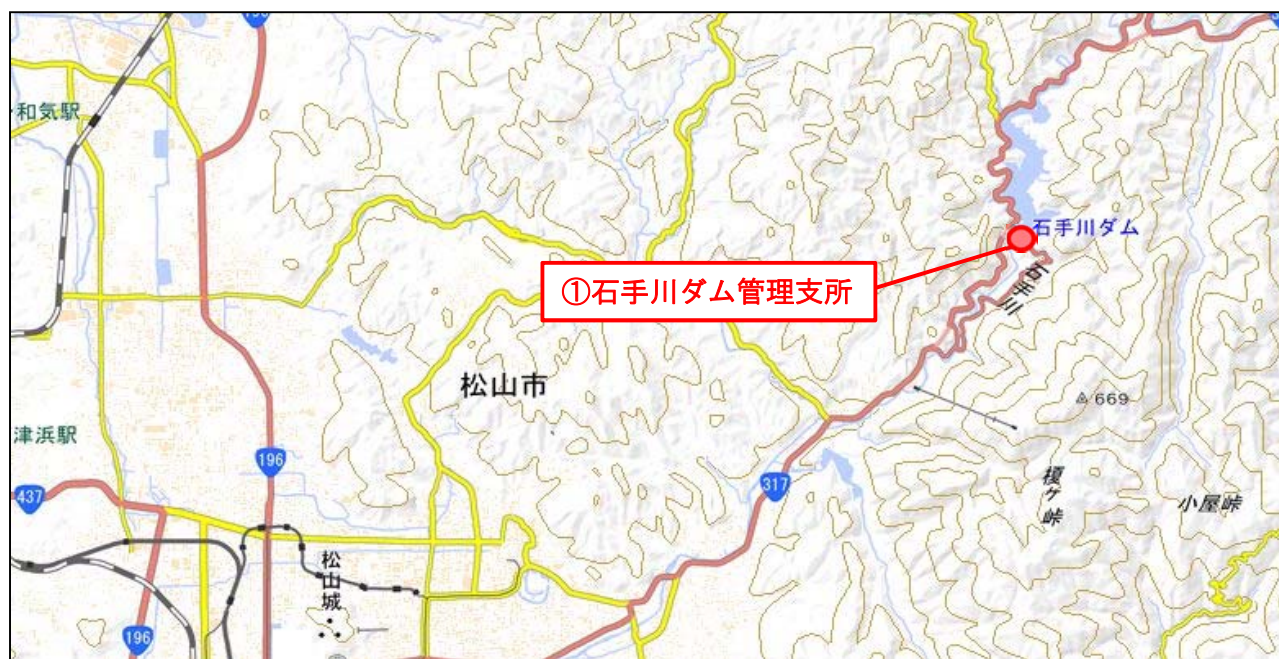 和気駅
石手川ダム
①石手川ダム管理支所
石手川
松山市
669
津浜駅
196
317
437
榎ケ峠
小屋峠
松山城
196